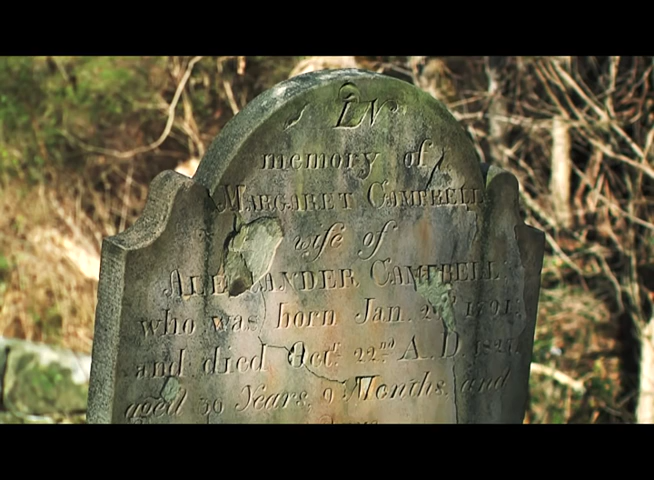 In
memory of
MARGARET CAMPBELL
wife of
ALEXANDER CAMPBELL
who was born Jan.
and died Octr. 22nd A.D.
aged 30 Years, 9 Months, and